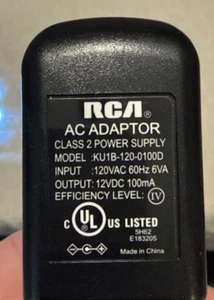 RCA
AC ADAPTOR
CLASS 2 POWER SUPPLY
MODEL :KU1B-120-0100D
INPUT :120VAC 60Hz 6VA
OUTPUT:12VDC 100mA
EFFICIENCY LEVEL: IV
c UL US LISTED
5H62
E183205
Made in China